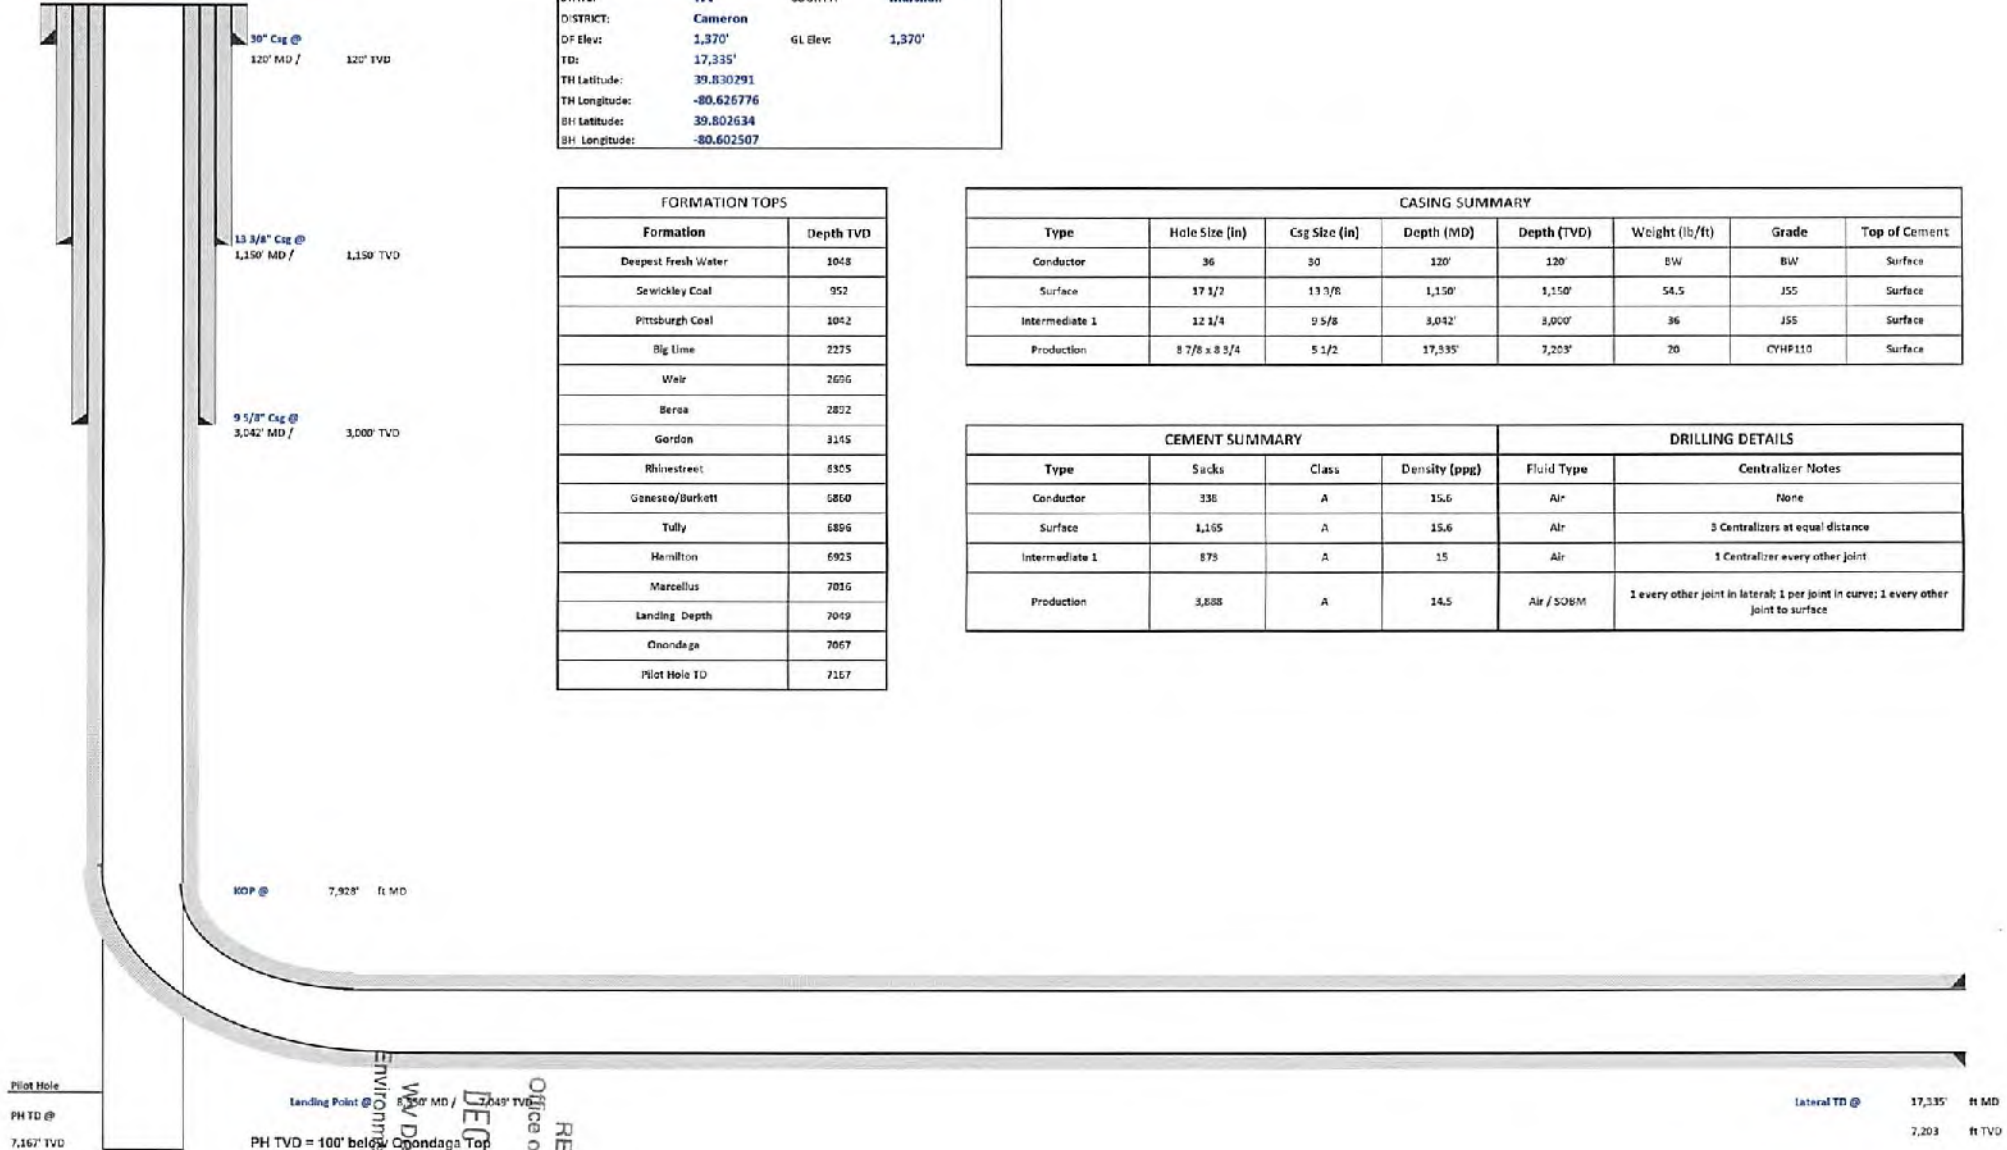 30" Csg @
120' MD / 120' TVD
DISTRICT: Cameron
DF Elev: 1,370' GL Elev: 1,370'
TD: 17,335'
TH Latitude: 39.830291
TH Longitude: -80.626776
BH Latitude: 39.802634
BH Longitude: -80.602507
13 3/8" Csg @
1,150' MD / 1,150' TVD
9 5/8" Csg @
3,042' MD / 3,000' TVD
FORMATION TOPS
Formation Depth TVD
Deepest Fresh Water 1048
Sewickley Coal 952
Pittsburgh Coal 1042
Big Lime 2275
Weir 2696
Berea 2892
Gordon 3145
Rhinestreet 6305
Geneseo/Burkett 6860
Tully 6896
Hamilton 6925
Marcellus 7016
Landing Depth 7049
Onondaga 7067
Pilot Hole TD 7167
CASING SUMMARY
Type Hole Size (in) Csg Size (in) Depth (MD) Depth (TVD) Weight (lb/ft) Grade Top of Cement
Conductor 36 30 120' 120' BW BW Surface
Surface 17 1/2 13 3/8 1,150' 1,150' 54.5 J55 Surface
Intermediate 1 12 1/4 9 5/8 3,042' 3,000' 36 J55 Surface
Production 8 7/8 x 8 3/4 5 1/2 17,335' 7,203' 20 CYHP110 Surface
CEMENT SUMMARY DRILLING DETAILS
Type Sacks Class Density (ppg) Fluid Type Centralizer Notes
Conductor 338 A 15.6 Air None
Surface 1,165 A 15.6 Air 3 Centralizers at equal distance
Intermediate 1 873 A 15 Air 1 Centralizer every other joint
Production 3,888 A 14.5 Air / SOBM 1 every other joint in lateral; 1 per joint in curve; 1 every other
joint to surface
KOP @ 7,928' ft MD
Pilot Hole
PH TD @
7,167' TVD
Landing Point @ MD / 7,049' TVD
PH TVD = 100' below Onondaga Top
Office o
RE
DEC
WV De
Environm
Lateral TD @ 17,335' ft MD
7,203 ft TVD